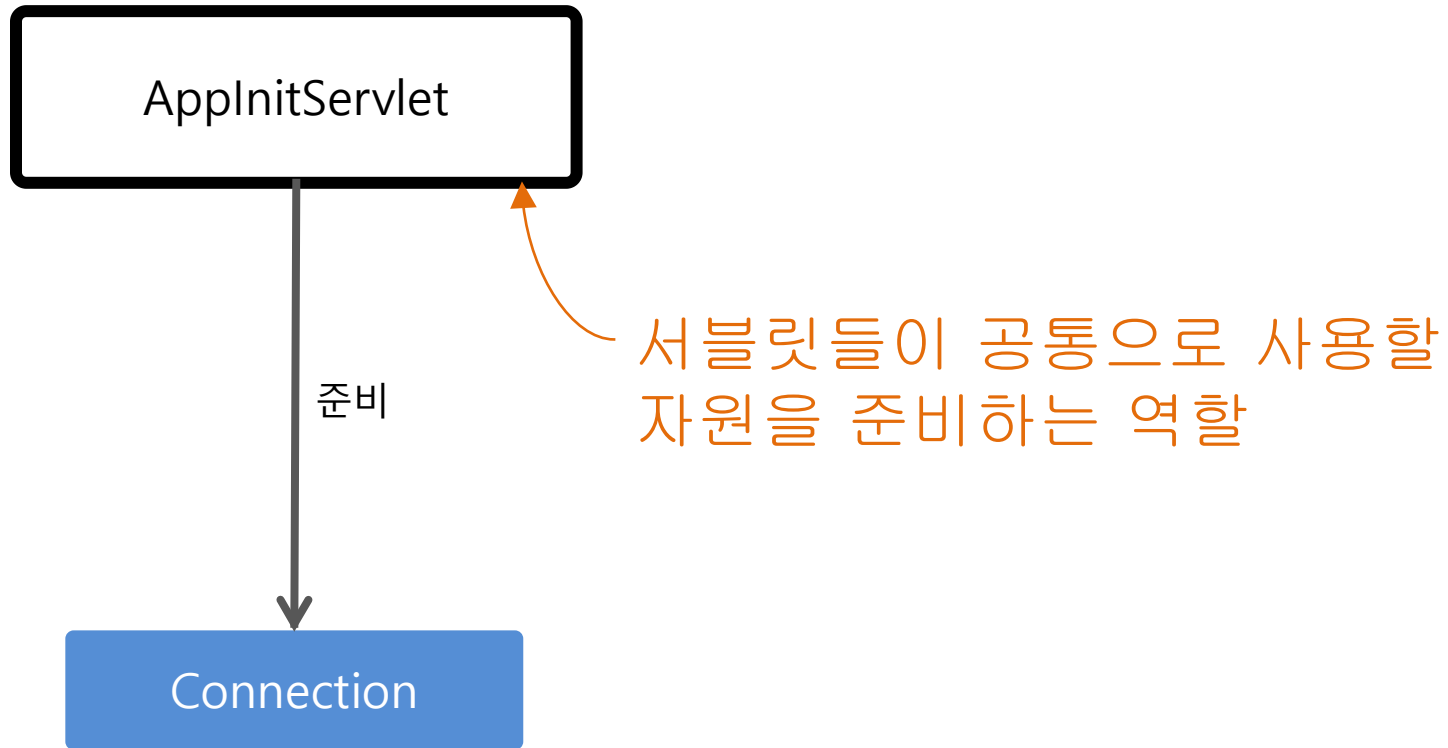 AppInitServlet
서블릿들이 공통으로 사용할
자원을 준비하는 역할
준비
Connection